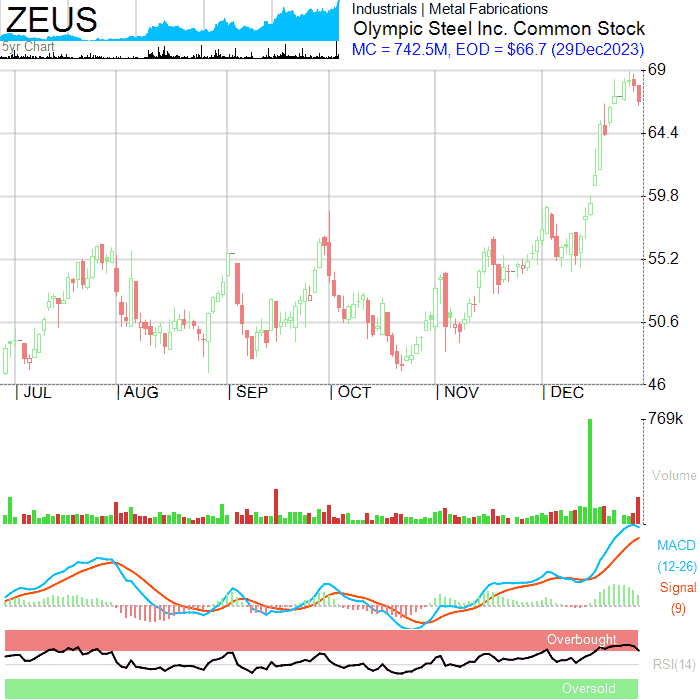 ZEUS
5yr Chart
Industrials | Metal Fabrications
Olympic Steel Inc. Common Stock
MC = 742.5M, EOD = $66.7 (29Dec2023)
69
64.4
59.8
55.2
50.6
46
| JUL | AUG | SEP | OCT | NOV | DEC
769k
Volume
MACD
(12-26)
Signal
(9)
Overbought
RSI(14)
Oversold